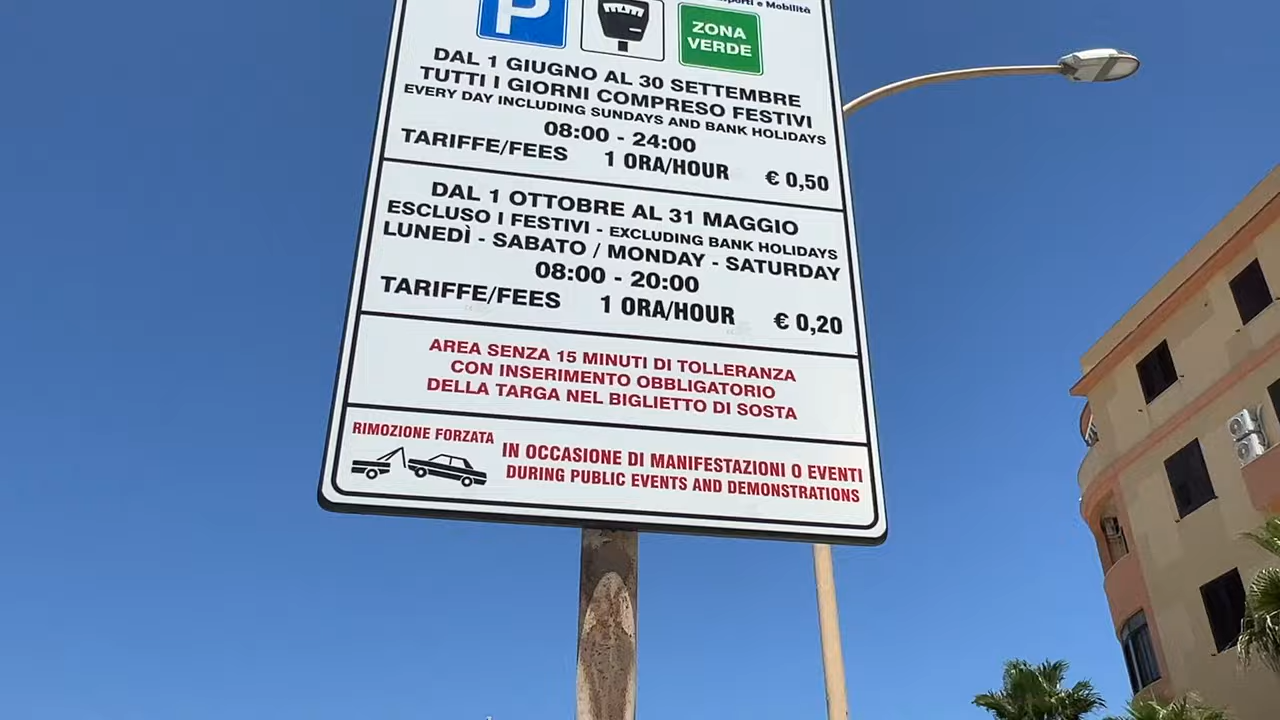 e Mobilità
P
ZONA
VERDE
DAL 1 GIUGNO AL 30 SETTEMBRE
TUTTI I GIORNI COMPRESO FESTIVI
EVERY DAY INCLUDING SUNDAYS AND BANK HOLIDAYS
08:00 - 24:00
TARIFFE/FEES 1 ORA/HOUR € 0,50
DAL 1 OTTOBRE AL 31 MAGGIO
ESCLUSO I FESTIVI - EXCLUDING BANK HOLIDAYS
LUNEDÌ - SABATO / MONDAY - SATURDAY
08:00 - 20:00
TARIFFE/FEES 1 ORA/HOUR € 0,20
AREA SENZA 15 MINUTI DI TOLLERANZA
CON INSERIMENTO OBBLIGATORIO
DELLA TARGA NEL BIGLIETTO DI SOSTA
RIMOZIONE FORZATA
IN OCCASIONE DI MANIFESTAZIONI O EVENTI
DURING PUBLIC EVENTS AND DEMONSTRATIONS